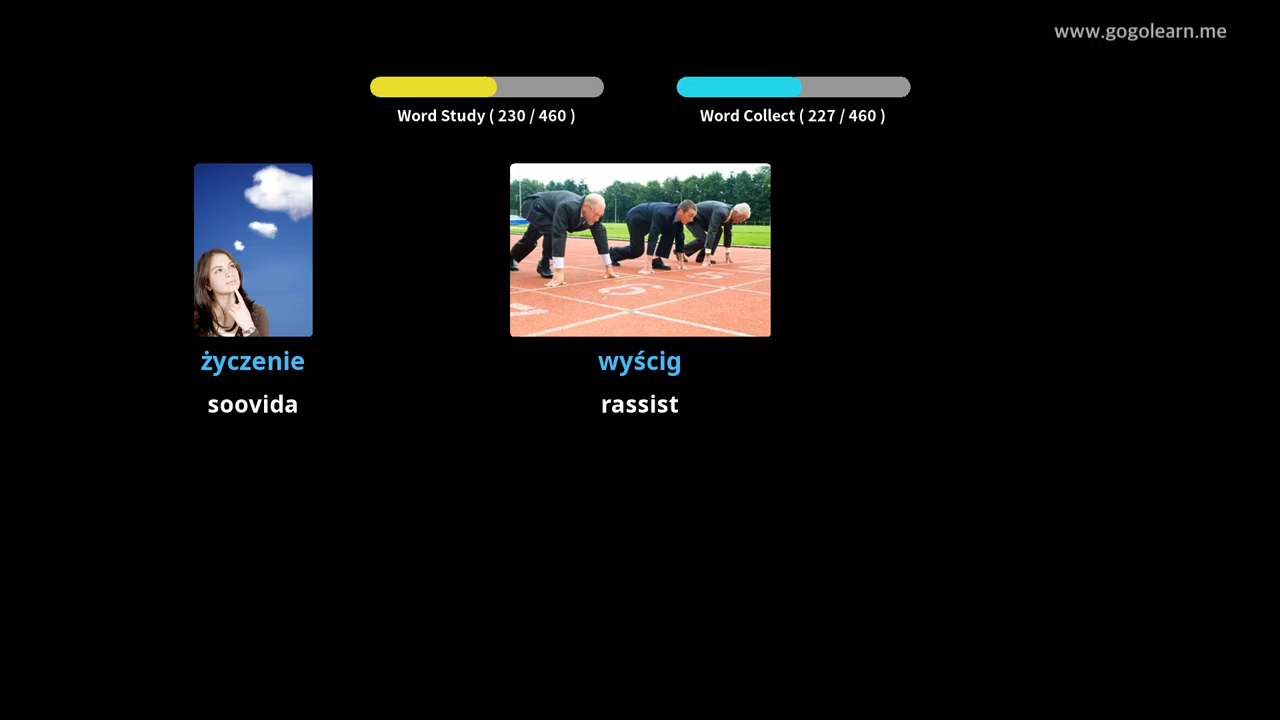 www.gogolearn.me
Word Study ( 230 / 460 )
Word Collect ( 227 / 460 )
życzenie
wyścig
soovida
rassist